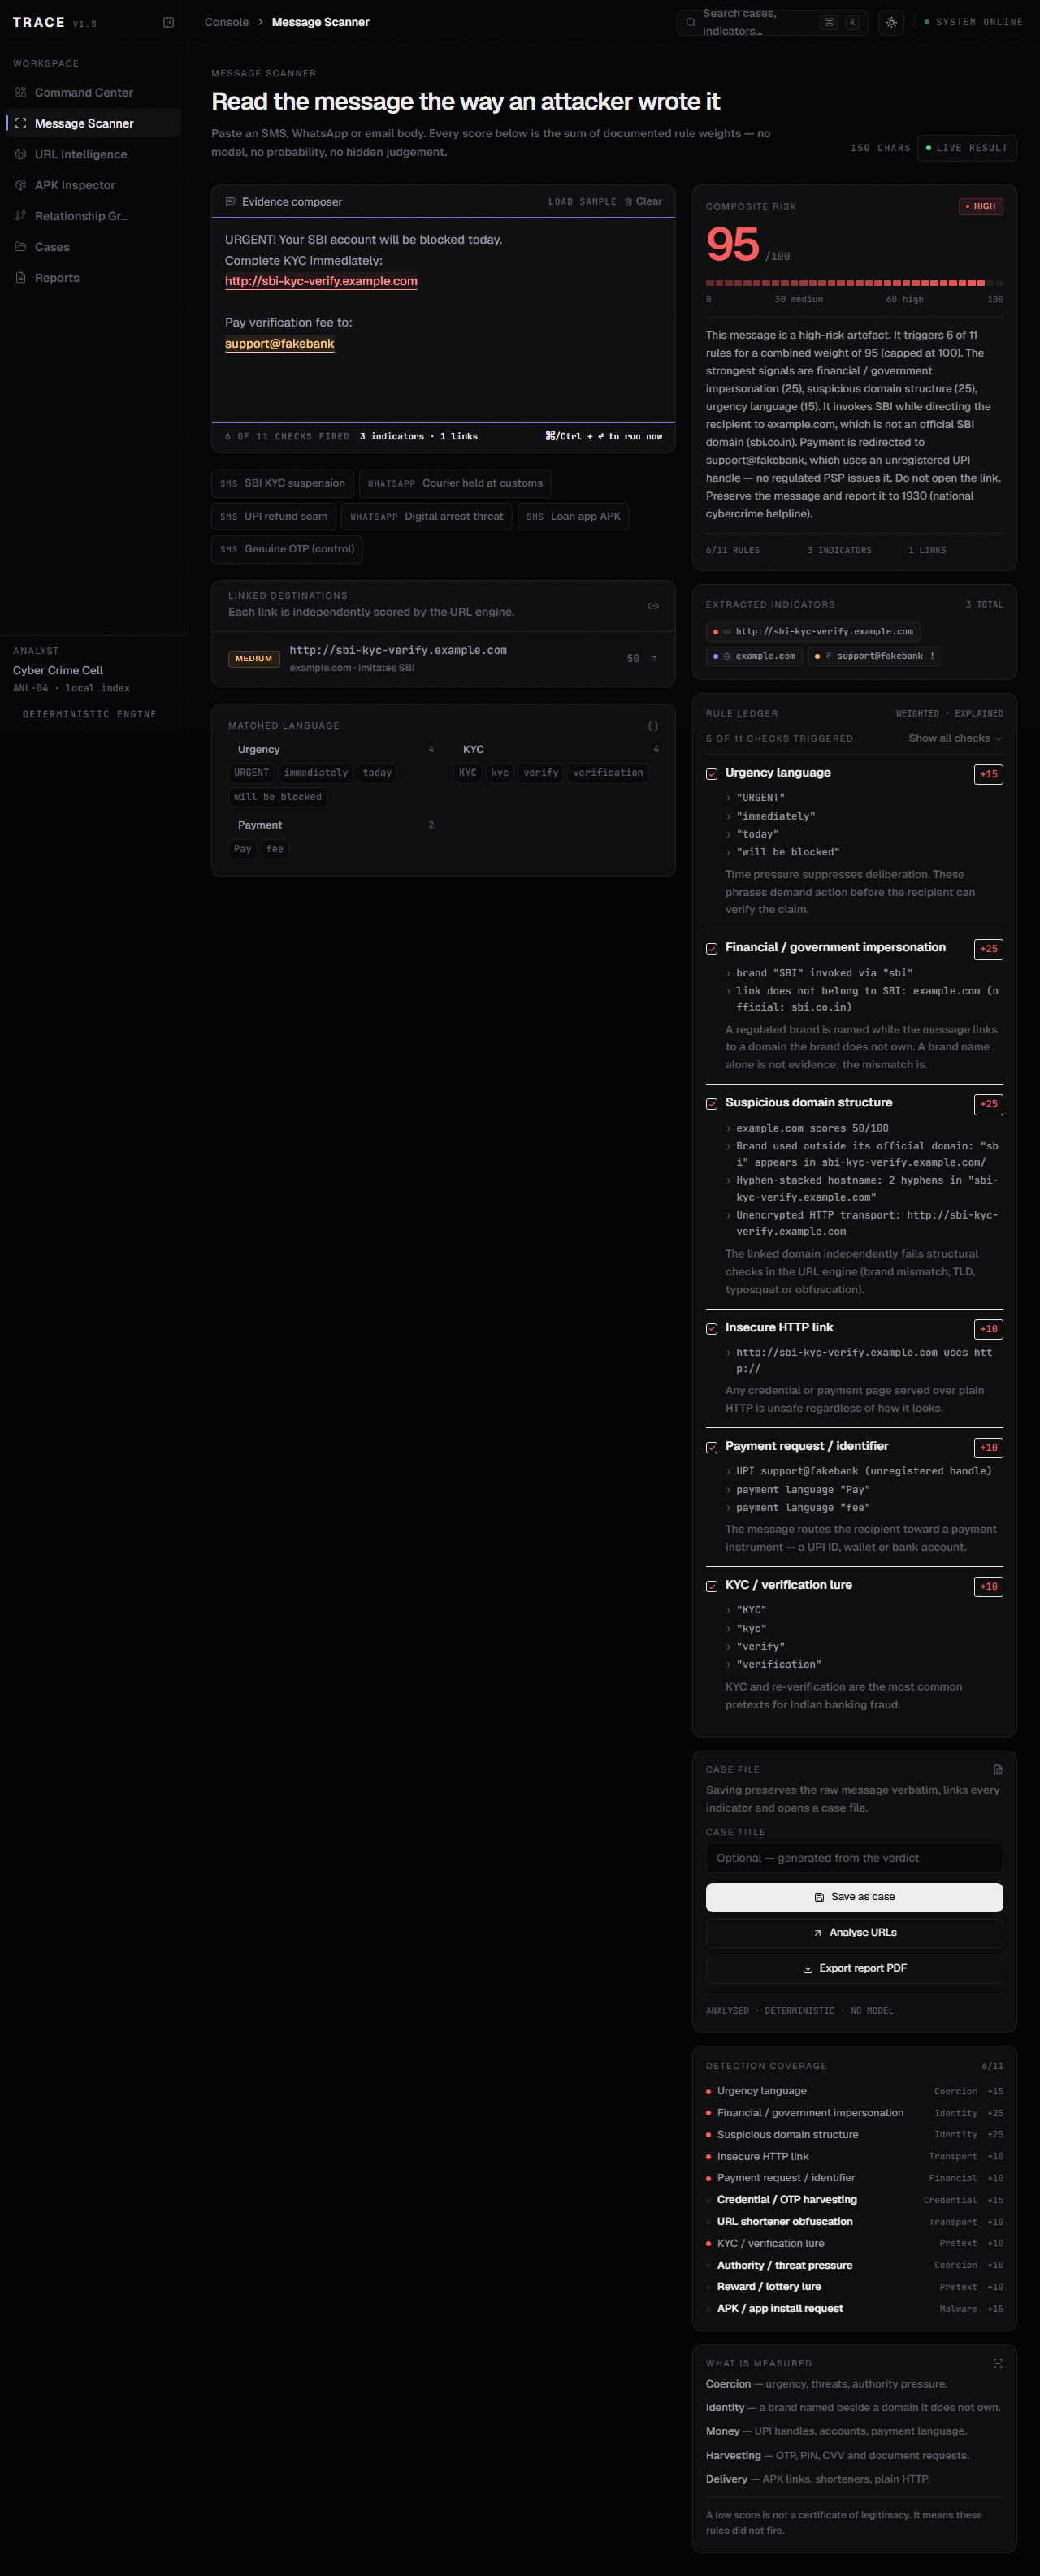 TRACE V1.0
WORKSPACE
Command Center
Message Scanner
URL Intelligence
APK Inspector
Relationship Gr...
Cases
Reports
ANALYST
Cyber Crime Cell
ANL-04 · local index
DETERMINISTIC ENGINE
Console › Message Scanner
Search cases, indicators…
⌘ K
SYSTEM ONLINE
MESSAGE SCANNER
Read the message the way an attacker wrote it
Paste an SMS, WhatsApp or email body. Every score below is the sum of documented rule weights — no
model, no probability, no hidden judgement.
150 CHARS
LIVE RESULT
Evidence composer
LOAD SAMPLE
Clear
URGENT! Your SBI account will be blocked today.
Complete KYC immediately:
http://sbi-kyc-verify.example.com
Pay verification fee to:
support@fakebank
6 OF 11 CHECKS FIRED 3 indicators · 1 links
⌘/Ctrl + ⏎ to run now
SMS SBI KYC suspension
WHATSAPP Courier held at customs
SMS UPI refund scam
WHATSAPP Digital arrest threat
SMS Loan app APK
SMS Genuine OTP (control)
LINKED DESTINATIONS
Each link is independently scored by the URL engine.
MEDIUM
http://sbi-kyc-verify.example.com
example.com · imitates SBI
50
MATCHED LANGUAGE
{}
Urgency 4
URGENT immediately today
will be blocked
KYC 4
KYC kyc verify verification
Payment 2
Pay fee
COMPOSITE RISK
HIGH
95 /100
0 30 medium 60 high 100
This message is a high-risk artefact. It triggers 6 of 11
rules for a combined weight of 95 (capped at 100). The
strongest signals are financial / government
impersonation (25), suspicious domain structure (25),
urgency language (15). It invokes SBI while directing the
recipient to example.com, which is not an official SBI
domain (sbi.co.in). Payment is redirected to
support@fakebank, which uses an unregistered UPI
handle — no regulated PSP issues it. Do not open the link.
Preserve the message and report it to 1930 (national
cybercrime helpline).
6/11 RULES 3 INDICATORS 1 LINKS
EXTRACTED INDICATORS
3 TOTAL
http://sbi-kyc-verify.example.com
example.com
₹ support@fakebank !
RULE LEDGER
WEIGHTED · EXPLAINED
6 OF 11 CHECKS TRIGGERED
Show all checks
Urgency language +15
› "URGENT"
› "immediately"
› "today"
› "will be blocked"
Time pressure suppresses deliberation. These
phrases demand action before the recipient can
verify the claim.
Financial / government impersonation +25
› brand "SBI" invoked via "sbi"
› link does not belong to SBI: example.com (o
fficial: sbi.co.in)
A regulated brand is named while the message links
to a domain the brand does not own. A brand name
alone is not evidence; the mismatch is.
Suspicious domain structure +25
› example.com scores 50/100
› Brand used outside its official domain: "sb
i" appears in sbi-kyc-verify.example.com/
› Hyphen-stacked hostname: 2 hyphens in "sbi-
kyc-verify.example.com"
› Unencrypted HTTP transport: http://sbi-kyc-
verify.example.com
The linked domain independently fails structural
checks in the URL engine (brand mismatch, TLD,
typosquat or obfuscation).
Insecure HTTP link +10
› http://sbi-kyc-verify.example.com uses htt
p://
Any credential or payment page served over plain
HTTP is unsafe regardless of how it looks.
Payment request / identifier +10
› UPI support@fakebank (unregistered handle)
› payment language "Pay"
› payment language "fee"
The message routes the recipient toward a payment
instrument — a UPI ID, wallet or bank account.
KYC / verification lure +10
› "KYC"
› "kyc"
› "verify"
› "verification"
KYC and re-verification are the most common
pretexts for Indian banking fraud.
CASE FILE
Saving preserves the raw message verbatim, links every
indicator and opens a case file.
CASE TITLE
Optional — generated from the verdict
Save as case
Analyse URLs
Export report PDF
ANALYSED · DETERMINISTIC · NO MODEL
DETECTION COVERAGE 6/11
Urgency language Coercion +15
Financial / government impersonation Identity +25
Suspicious domain structure Identity +25
Insecure HTTP link Transport +10
Payment request / identifier Financial +10
Credential / OTP harvesting Credential +15
URL shortener obfuscation Transport +10
KYC / verification lure Pretext +10
Authority / threat pressure Coercion +10
Reward / lottery lure Pretext +10
APK / app install request Malware +15
WHAT IS MEASURED
Coercion — urgency, threats, authority pressure.
Identity — a brand named beside a domain it does not own.
Money — UPI handles, accounts, payment language.
Harvesting — OTP, PIN, CVV and document requests.
Delivery — APK links, shorteners, plain HTTP.
A low score is not a certificate of legitimacy. It means these
rules did not fire.